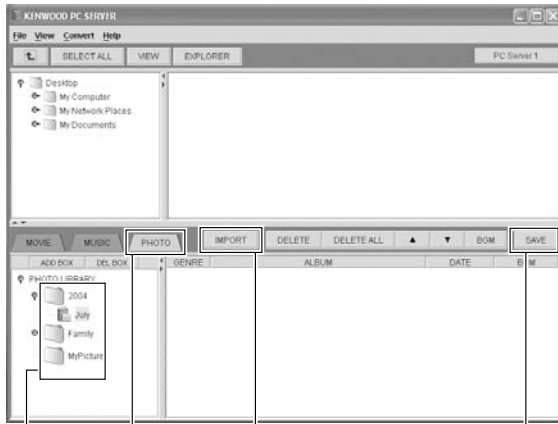 KENWOOD PC SERVER
File View Convert Help
SELECT ALL VIEW EXPLORER PC Server 1
Desktop
My Computer
My Network Places
My Documents
MOVIE MUSIC PHOTO IMPORT DELETE DELETE ALL ▲ ▼ BGM SAVE
ADD BOX DEL BOX GENRE ALBUM DATE BGM
PHOTO LIBRARY
2004
July
Family
MyPicture